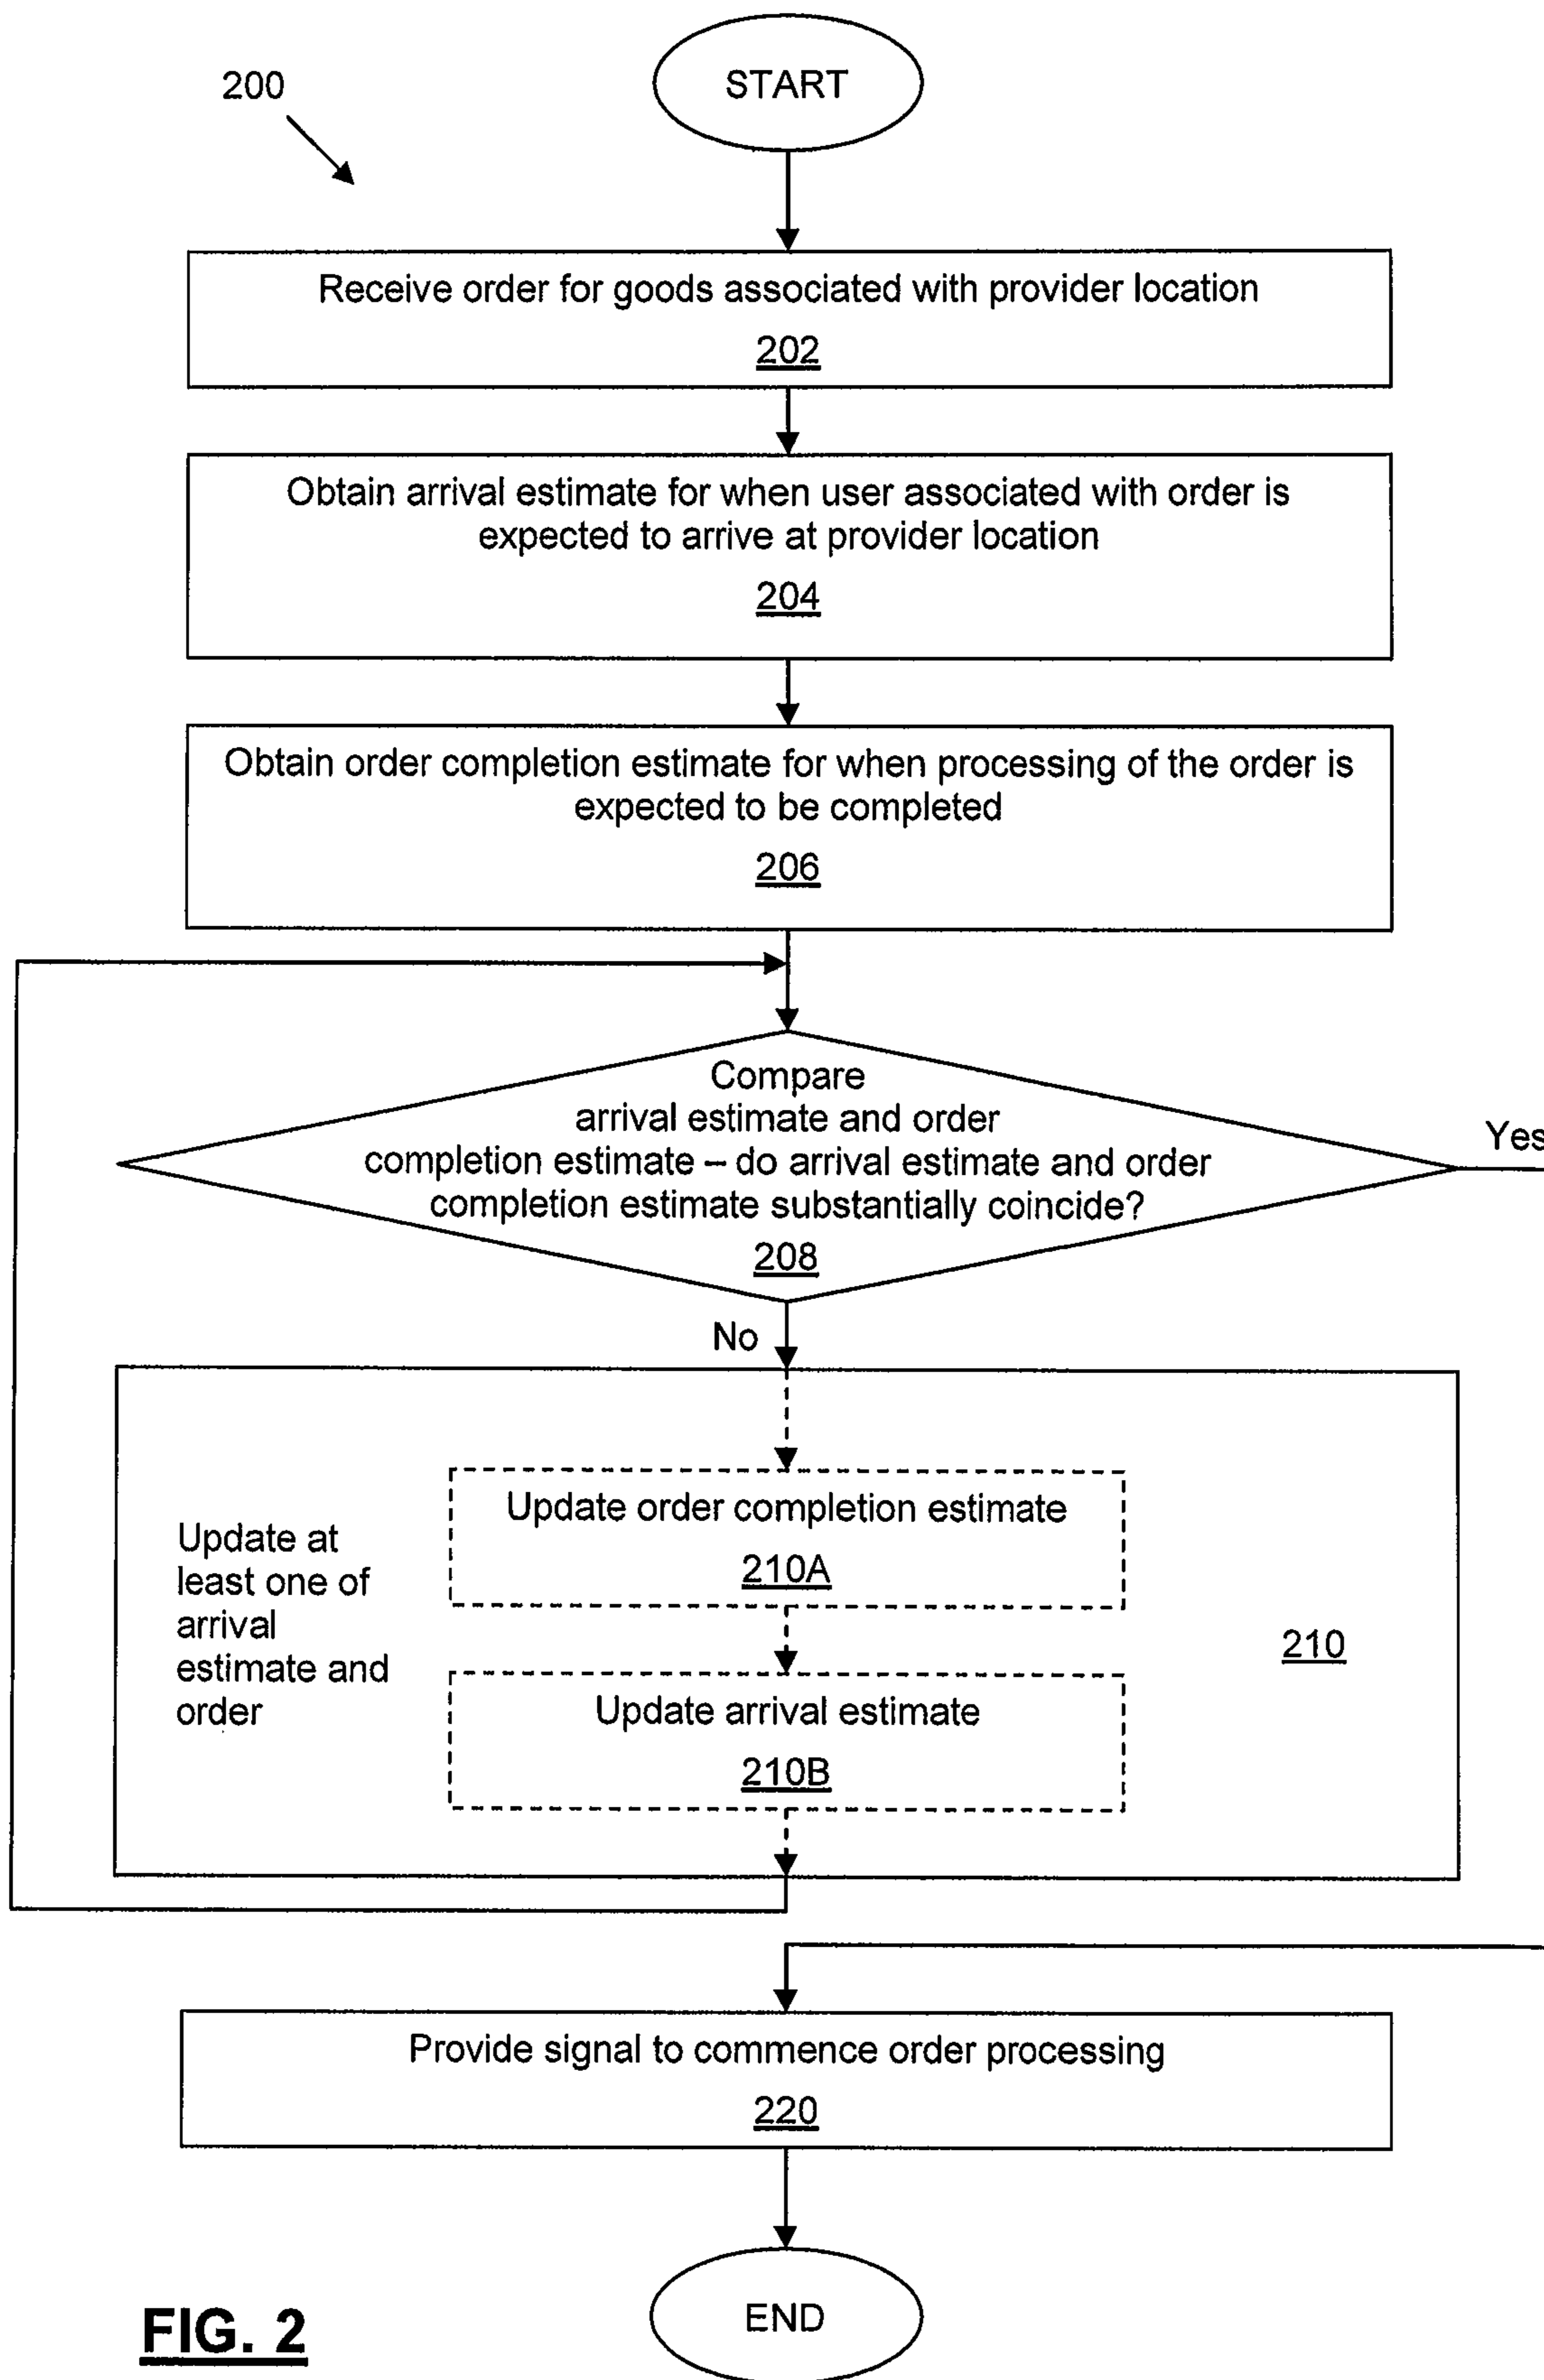 START
200
Receive order for goods associated with provider location
202
Obtain arrival estimate for when user associated with order is
expected to arrive at provider location
204
Obtain order completion estimate for when processing of the order is
expected to be completed
206
Compare
arrival estimate and order
completion estimate – do arrival estimate and order
completion estimate substantially coincide?
208
Yes
No
Update order completion estimate
210A
Update at
least one of
arrival
estimate and
order
210
Update arrival estimate
210B
Provide signal to commence order processing
220
END
FIG. 2